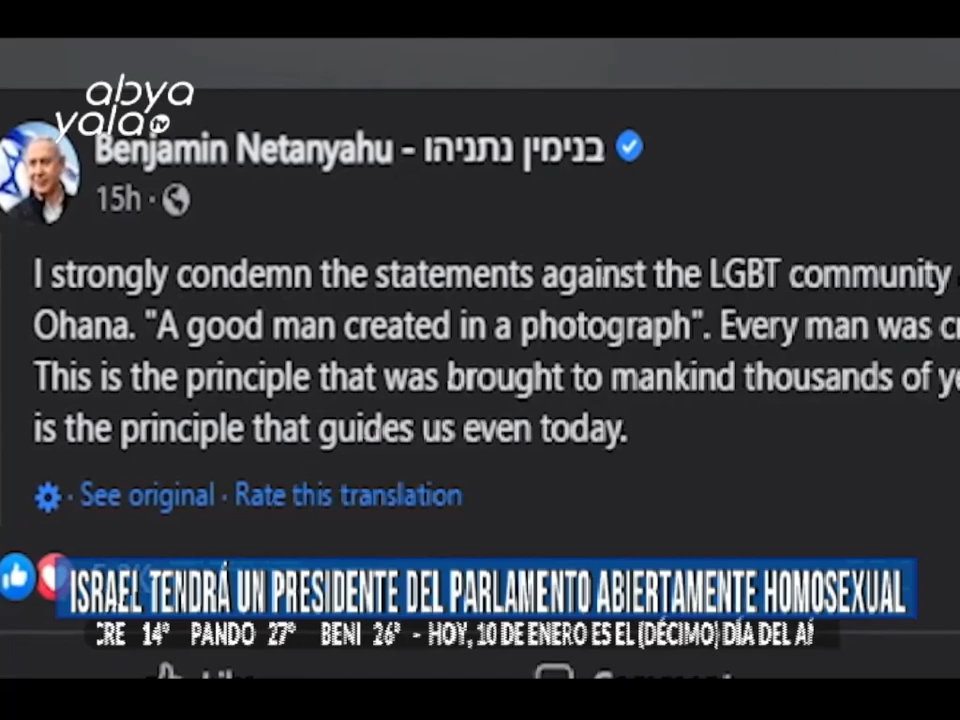 abya
yala tv
Benjamin Netanyahu - בנימין נתניהו
15h ·
I strongly condemn the statements against the LGBT community
Ohana. "A good man created in a photograph". Every man was
This is the principle that was brought to mankind thousands of
is the principle that guides us even today.
· See original · Rate this translation
ISRAEL TENDRÁ UN PRESIDENTE DEL PARLAMENTO ABIERTAMENTE HOMOSEXUAL
14° PANDO 27° BENI 26° - HOY, 10 DE ENERO ES EL (DÉCIMO) DÍA DEL